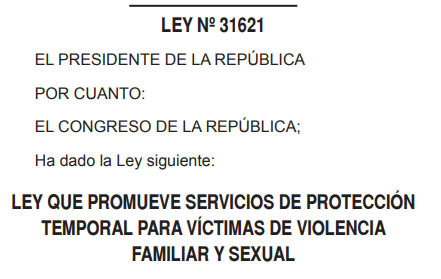 LEY Nº 31621
EL PRESIDENTE DE LA REPÚBLICA
POR CUANTO:
EL CONGRESO DE LA REPÚBLICA;
Ha dado la Ley siguiente:
LEY QUE PROMUEVE SERVICIOS DE PROTECCIÓN
TEMPORAL PARA VÍCTIMAS DE VIOLENCIA
FAMILIAR Y SEXUAL